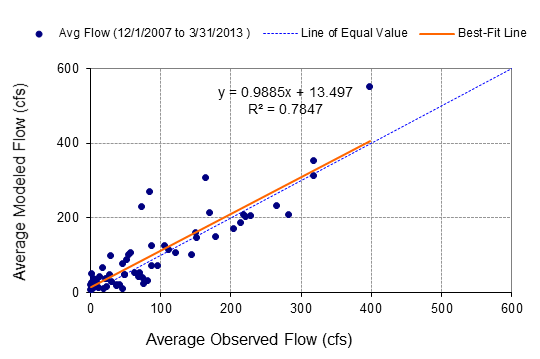 Avg Flow (12/1/2007 to 3/31/2013 ) Line of Equal Value Best-Fit Line
y = 0.9885x + 13.497
R² = 0.7847
Average Modeled Flow (cfs)
600
400
200
0
0 100 200 300 400 500 600
Average Observed Flow (cfs)